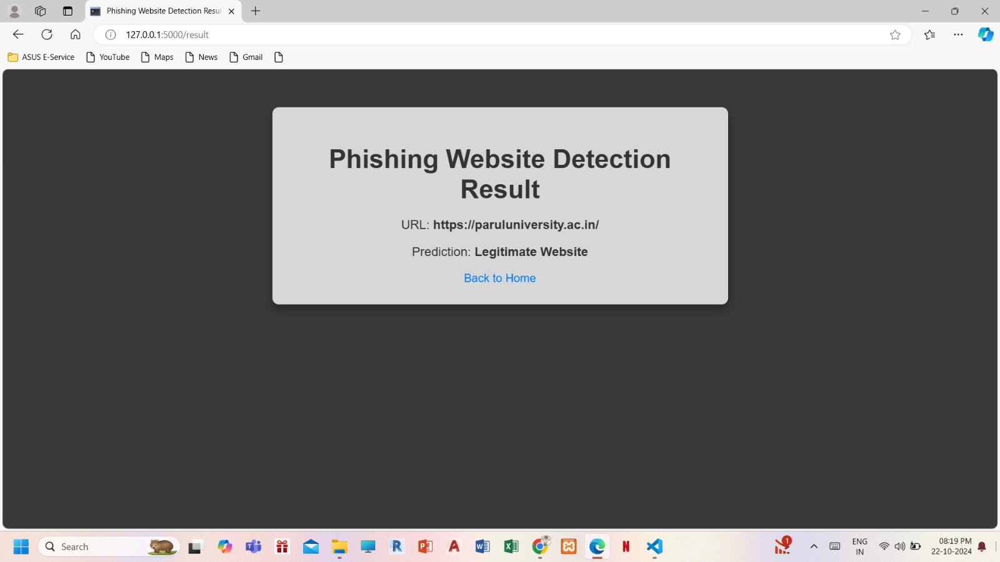 Phishing Website Detection Resul
127.0.0.1:5000/result
ASUS E-Service YouTube Maps News Gmail
Phishing Website Detection
Result
URL: https://paruluniversity.ac.in/
Prediction: Legitimate Website
Back to Home
Search
1
ENG
IN
08:19 PM
22-10-2024